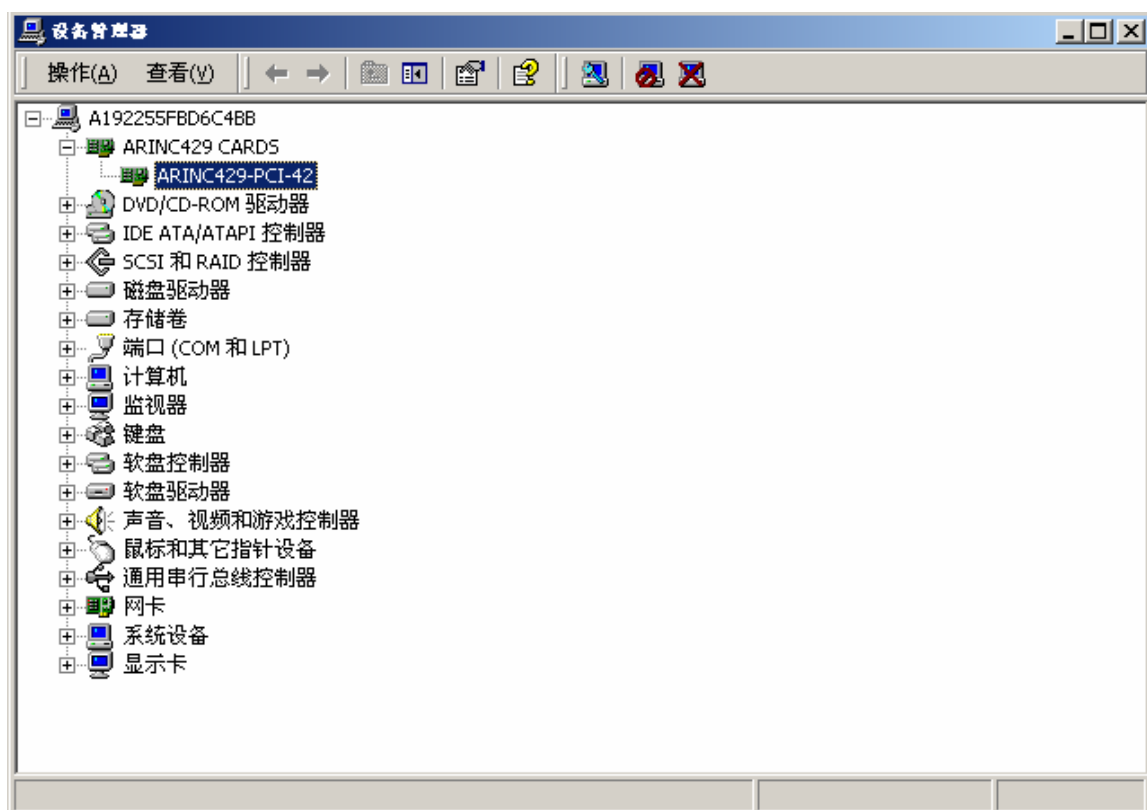 设备管理器
操作(A) 查看(V)
A192255FBD6C4BB
ARINC429 CARDS
ARINC429-PCI-42
DVD/CD-ROM 驱动器
IDE ATA/ATAPI 控制器
SCSI 和 RAID 控制器
磁盘驱动器
存储卷
端口 (COM 和 LPT)
计算机
监视器
键盘
软盘控制器
软盘驱动器
声音、视频和游戏控制器
鼠标和其它指针设备
通用串行总线控制器
网卡
系统设备
显示卡